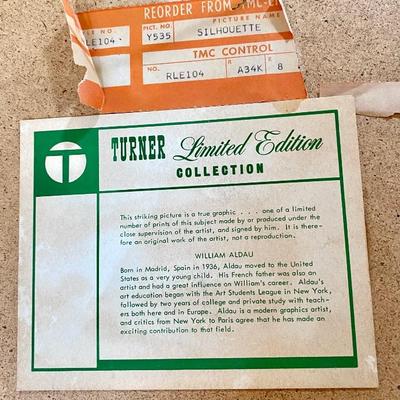 REORDER FROM
PICT. NO. PICTURE NAME
RLE104 Y535 SILHOUETTE
TMC CONTROL
NO. R R
RLE104 A34K 8
T
TURNER Limited Edition
COLLECTION
This striking picture is a true graphic . . . one of a limited
number of prints of this subject made by or produced under the
close supervision of the artist, and signed by him. It is there-
fore an original work of the artist, not a reproduction.
WILLIAM ALDAU
Born in Madrid, Spain in 1936, Aldau moved to the United
States as a very young child. His French father was also an
artist and had a great influence on William's career. Aldau's
art education began with the Art Students League in New York,
followed by two years of college and private study with teach-
ers both here and in Europe. Aldau is a modern graphics artist,
and critics from New York to Paris agree that he has made an
exciting contribution to that field.